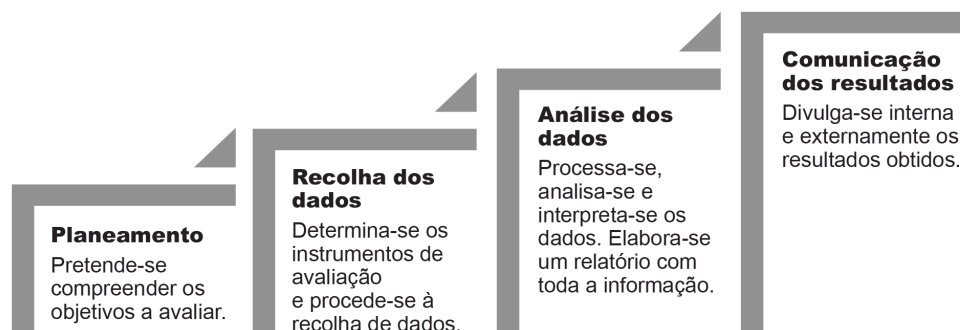 Planeamento
Pretende-se
compreender os
objetivos a avaliar.
Recolha dos
dados
Determina-se os
instrumentos de
avaliação
e procede-se à
recolha de dados.
Análise dos
dados
Processa-se,
analisa-se e
interpreta-se os
dados. Elabora-se
um relatório com
toda a informação.
Comunicação
dos resultados
Divulga-se interna
e externamente os
resultados obtidos.